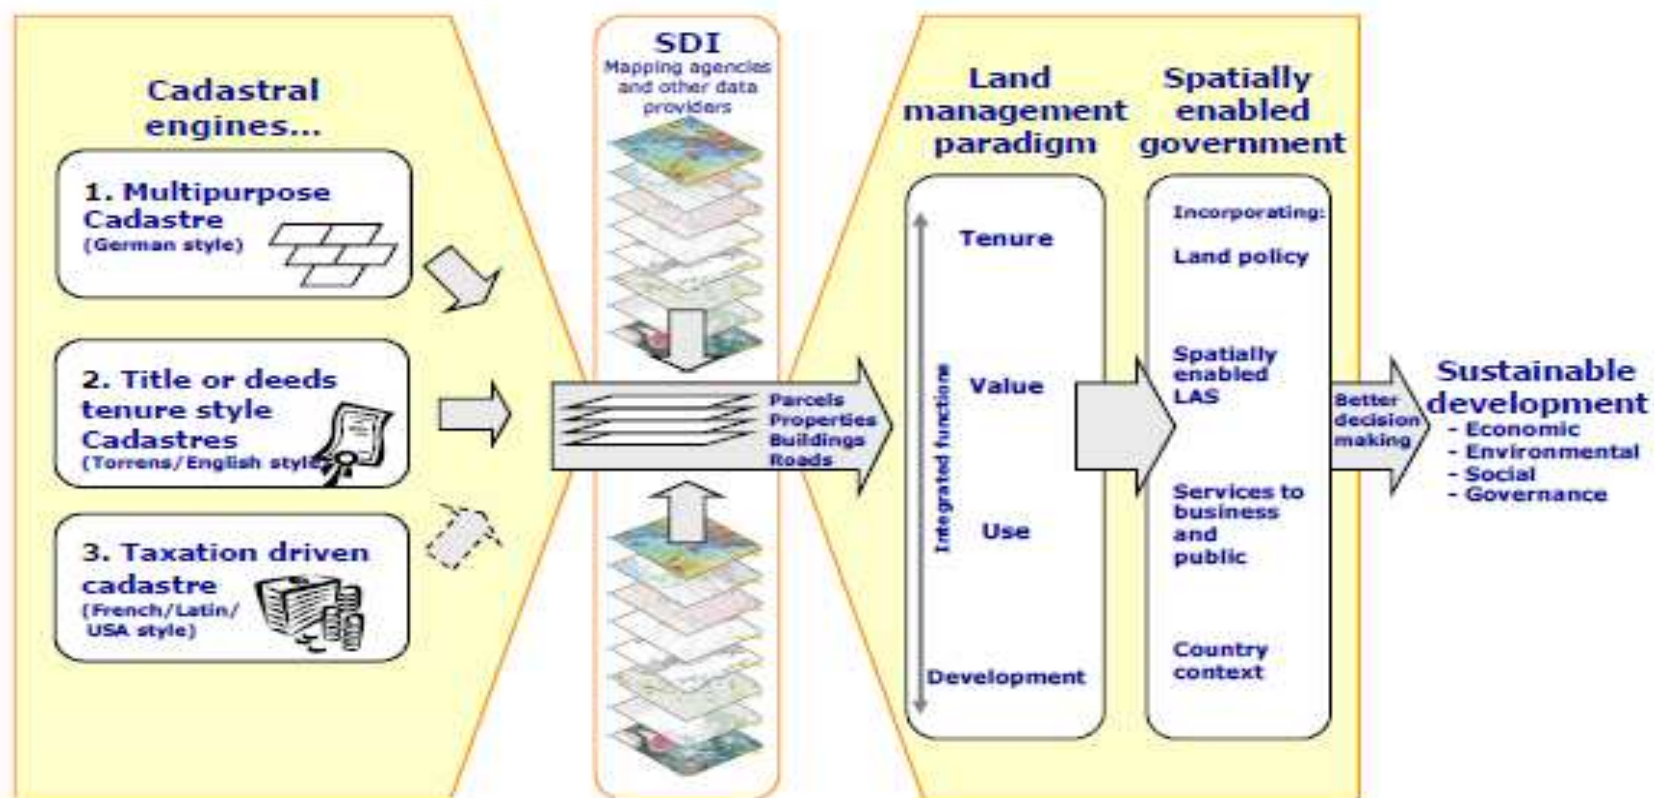 Cadastral
engines...
1. Multipurpose
Cadastre
(German style)
2. Title or deeds
tenure style
Cadastres
(Torrens/English style)
3. Taxation driven
cadastre
(French/Latin/
USA style)
SDI
Mapping agencies
and other data
providers
Parcels
Properties
Buildings
Roads
Land
management
paradigm
Integrated functions
Tenure
Value
Use
Development
Spatially
enabled
government
Incorporating:
Land policy
Spatially
enabled
LAS
Services to
business
and
public
Country
context
Better
decision
making
Sustainable
development
- Economic
- Environmental
- Social
- Governance